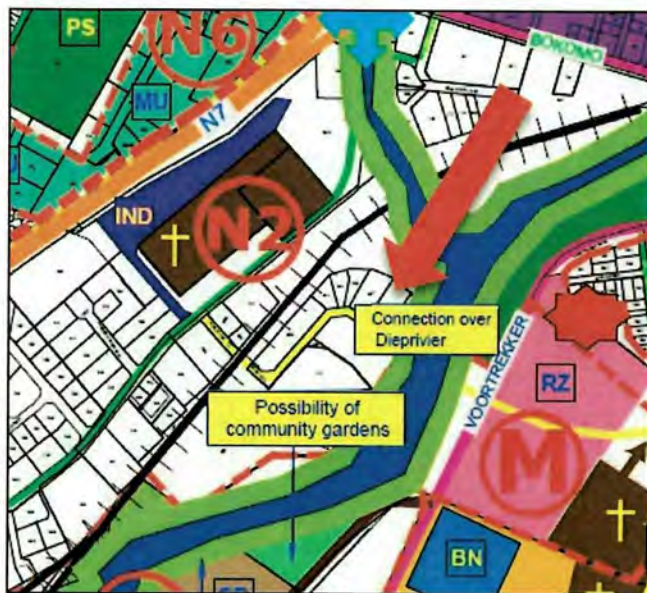 PS
N6
BOKOMO
MU
N7
IND
N2
Connection over
Dieprivier
VOORTREKKER
RZ
Possibility of
community gardens
M
BN